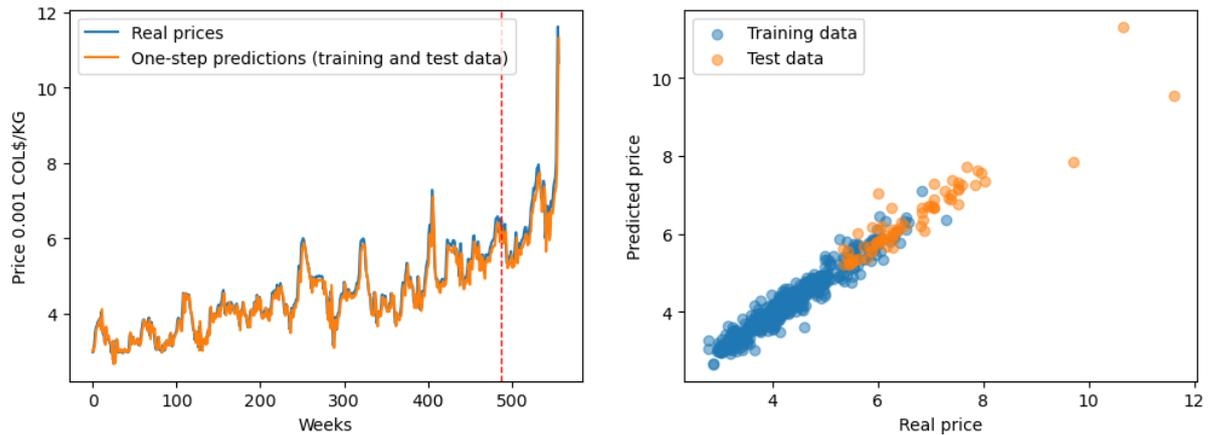 Real prices
One-step predictions (training and test data)
Price 0.001 COL$/KG
12
10
8
6
4
0
100
200
300
400
500
Weeks
Training data
Test data
Predicted price
10
8
6
4
4
6
8
10
12
Real price